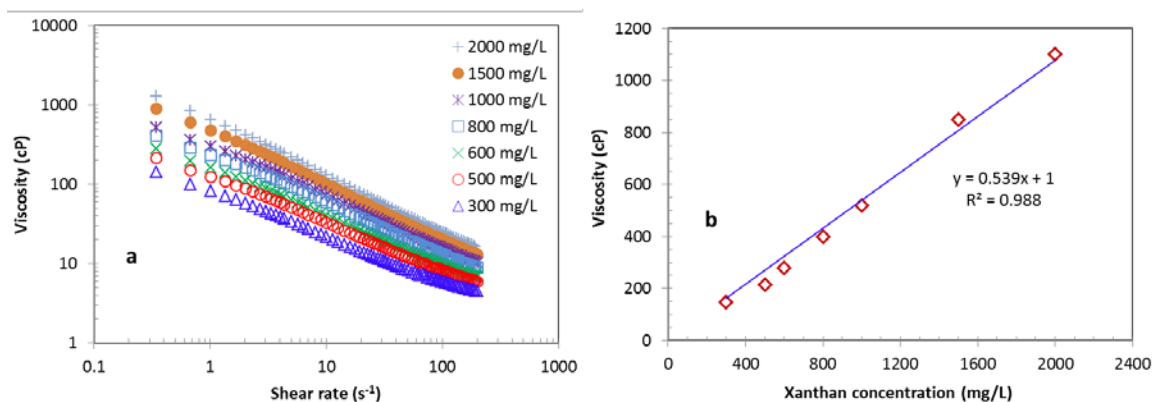 10000
1000
100
10
1
Viscosity (cP)
2000 mg/L
1500 mg/L
1000 mg/L
800 mg/L
600 mg/L
500 mg/L
300 mg/L
a
0.1 1 10 100 1000
Shear rate (s⁻¹)
1200
1000
800
600
400
200
0
Viscosity (cP)
b
y = 0.539x + 1
R² = 0.988
0 400 800 1200 1600 2000 2400
Xanthan concentration (mg/L)